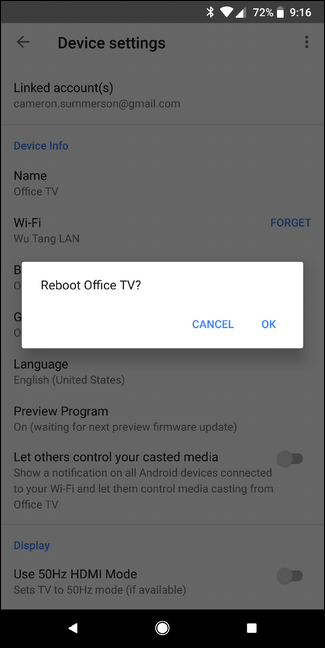 72% 9:16
Device settings
Linked account(s)
cameron.summerson@gmail.com
Device Info
Name
Office TV
Wi-Fi
FORGET
Wu Tang LAN
B
O
Reboot Office TV?
CANCEL OK
G
O
Language
English (United States)
Preview Program
On (waiting for next preview firmware update)
Let others control your casted media
Show a notification on all Android devices connected
to your Wi-Fi and let them control media casting from
Office TV
Display
Use 50Hz HDMI Mode
Sets TV to 50Hz mode (if available)